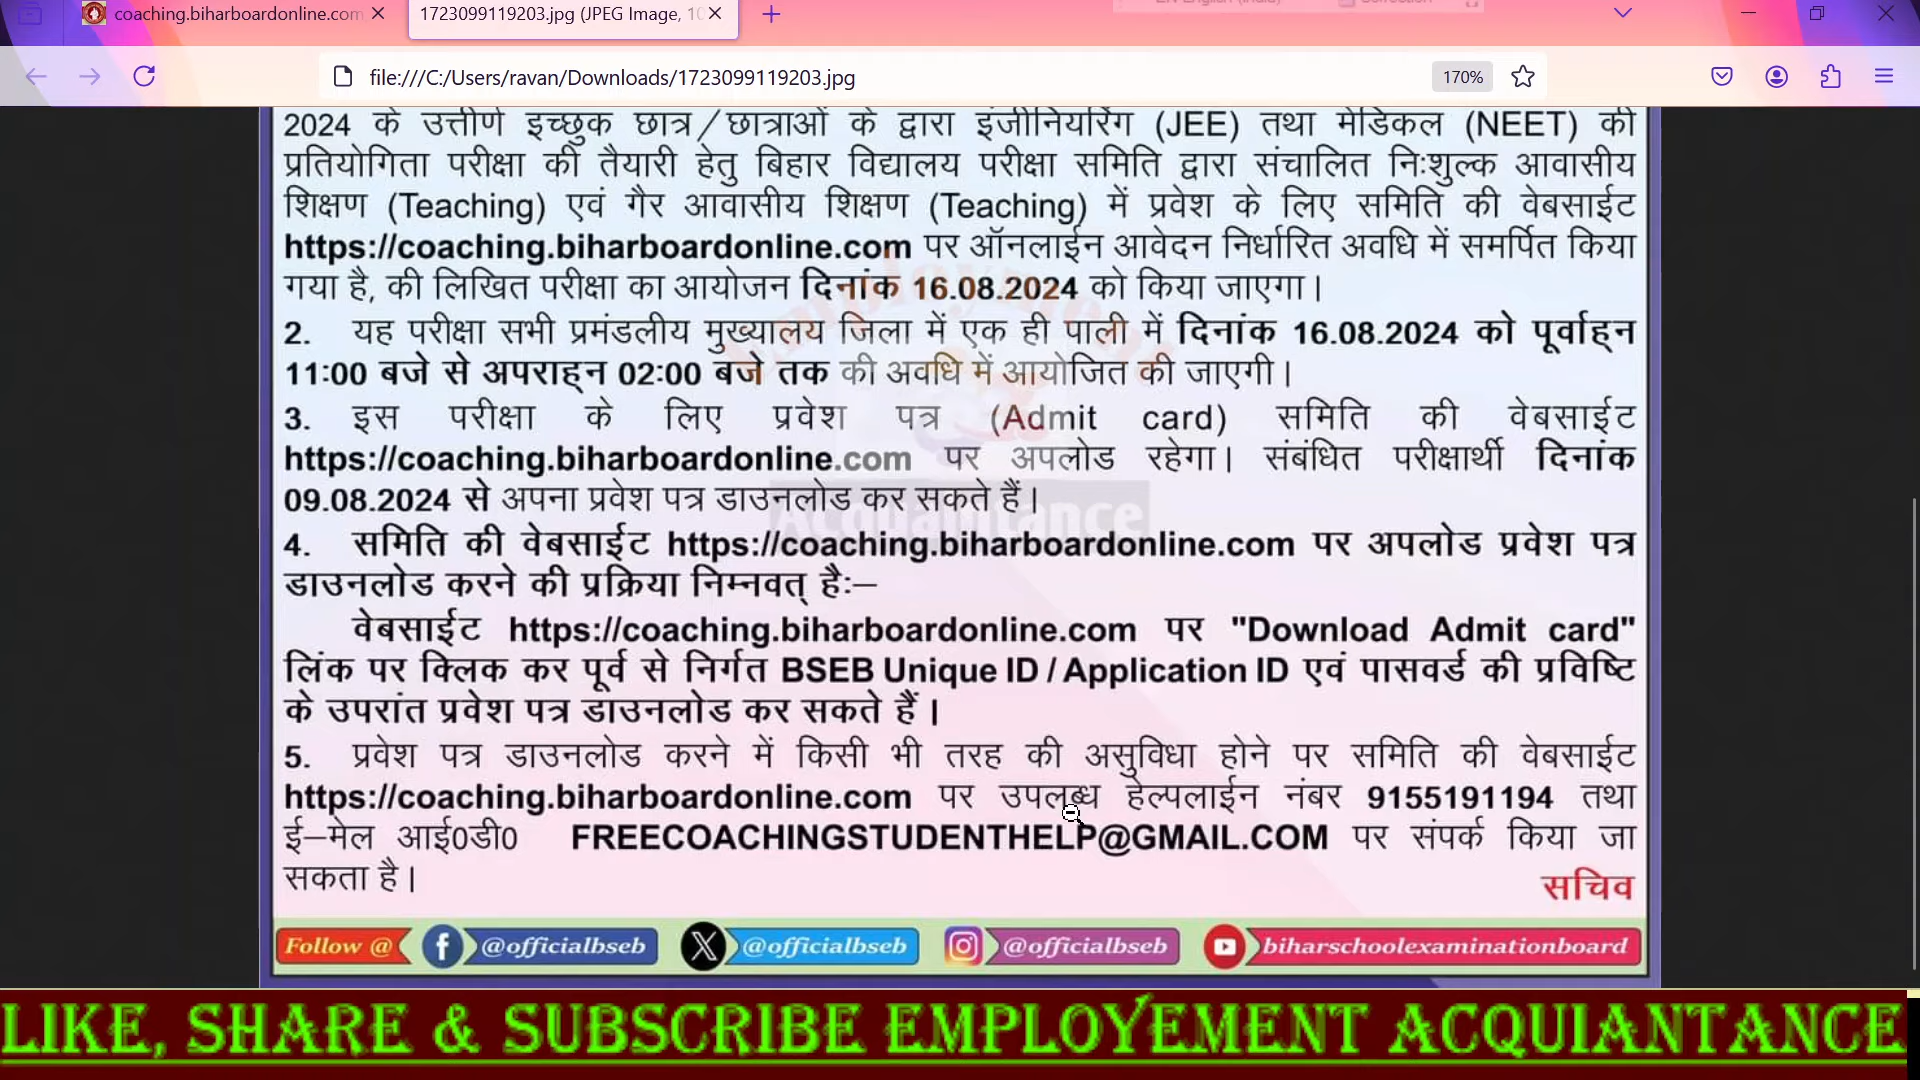 coaching.biharboardonline.com
1723099119203.jpg (JPEG Image, 10
file:///C:/Users/ravan/Downloads/1723099119203.jpg
170%
2024 के उत्तीर्ण इच्छुक छात्र/छात्राओं के द्वारा इंजीनियरिंग (JEE) तथा मेडिकल (NEET) की
प्रतियोगिता परीक्षा की तैयारी हेतु बिहार विद्यालय परीक्षा समिति द्वारा संचालित निःशुल्क आवासीय
शिक्षण (Teaching) एवं गैर आवासीय शिक्षण (Teaching) में प्रवेश के लिए समिति की वेबसाईट
https://coaching.biharboardonline.com पर ऑनलाईन आवेदन निर्धारित अवधि में समर्पित किया
गया है, की लिखित परीक्षा का आयोजन दिनांक 16.08.2024 को किया जाएगा।
2. यह परीक्षा सभी प्रमंडलीय मुख्यालय जिला में एक ही पाली में दिनांक 16.08.2024 को पूर्वाह्न
11:00 बजे से अपराह्न 02:00 बजे तक की अवधि में आयोजित की जाएगी।
3. इस परीक्षा के लिए प्रवेश पत्र (Admit card) समिति की वेबसाईट
https://coaching.biharboardonline.com पर अपलोड रहेगा। संबंधित परीक्षार्थी दिनांक
09.08.2024 से अपना प्रवेश पत्र डाउनलोड कर सकते हैं।
Acquaintance
4. समिति की वेबसाईट https://coaching.biharboardonline.com पर अपलोड प्रवेश पत्र
डाउनलोड करने की प्रक्रिया निम्नवत् है:—
वेबसाईट https://coaching.biharboardonline.com पर "Download Admit card"
लिंक पर क्लिक कर पूर्व से निर्गत BSEB Unique ID / Application ID एवं पासवर्ड की प्रविष्टि
के उपरांत प्रवेश पत्र डाउनलोड कर सकते हैं।
5. प्रवेश पत्र डाउनलोड करने में किसी भी तरह की असुविधा होने पर समिति की वेबसाईट
https://coaching.biharboardonline.com पर उपलब्ध हेल्पलाईन नंबर 9155191194 तथा
ई–मेल आई0डी0 FREECOACHINGSTUDENTHELP@GMAIL.COM पर संपर्क किया जा
सकता है।
सचिव
Follow @ @officialbseb @officialbseb @officialbseb biharschoolexaminationboard
LIKE, SHARE & SUBSCRIBE EMPLOYEMENT ACQUIANTANCE